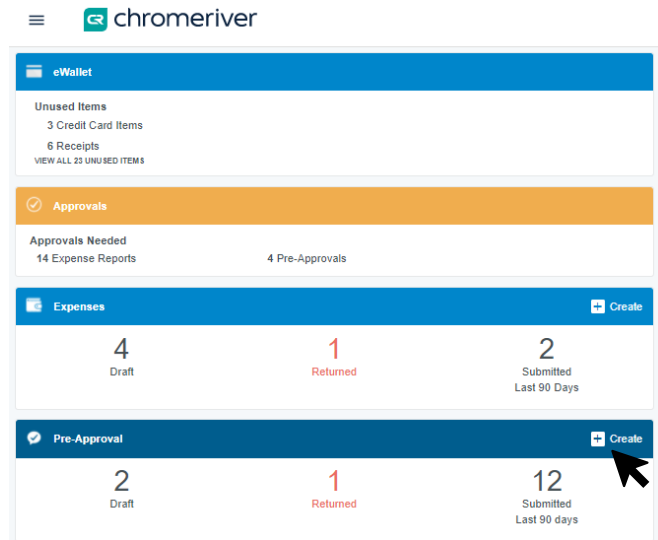 CR chromeriver
eWallet
Unused Items
3 Credit Card Items
6 Receipts
VIEW ALL 23 UNUSED ITEMS
Approvals
Approvals Needed
14 Expense Reports 4 Pre-Approvals
Expenses + Create
4 1 2
Draft Returned Submitted
Last 90 Days
Pre-Approval + Create
2 1 12
Draft Returned Submitted
Last 90 days